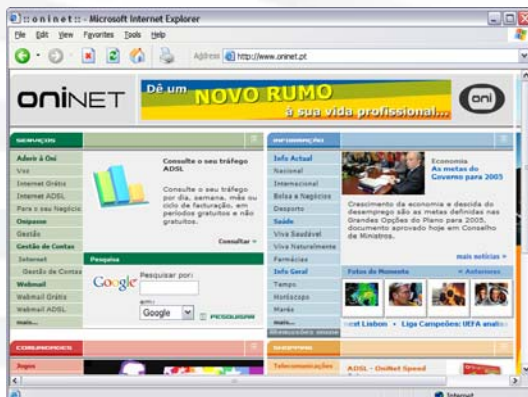 :: o n i n e t :: - Microsoft Internet Explorer
File Edit View Favorites Tools Help
Address http://www.oninet.pt
ONINET
Dê um NOVO RUMO
à sua vida profissional...
oni
SERVIÇOS
Aderir à Oni
Voz
Internet Grátis
Internet ADSL
Para o seu Negócio
Onipasse
Gestão
Gestão de Contas
Internet
Gestão de Contas
Webmail
Webmail Grátis
Webmail ADSL
mais...
Consulte o seu tráfego
ADSL
Consulte o seu tráfego
por dia, semana, mês ou
ciclo de facturação, em
períodos gratuitos e não
gratuitos.
Consultar »
Pesquisa
Google
Pesquisar por:
em:
Google
PESQUISAR
INFORMAÇÃO
Info Actual
Nacional
Internacional
Bolsa e Negócios
Desporto
Saúde
Viva Saudável
Viva Naturalmente
Farmácias
Info Geral
Tempo
Horóscopo
Marés
mais...
Economia
As metas do
Governo para 2005
Crescimento da economia e descida do
desemprego são as metas definidas nas
Grandes Opções do Plano para 2005,
documento aprovado hoje em Conselho
de Ministros.
mais notícias »
Fotos do Momento
« Anteriores
nest Lisbon • Liga Campeões: UEFA
COMUNIDADES
Jogos
SHOPPING
Telecomunicações
ADSL - OniNet Speed
Internet